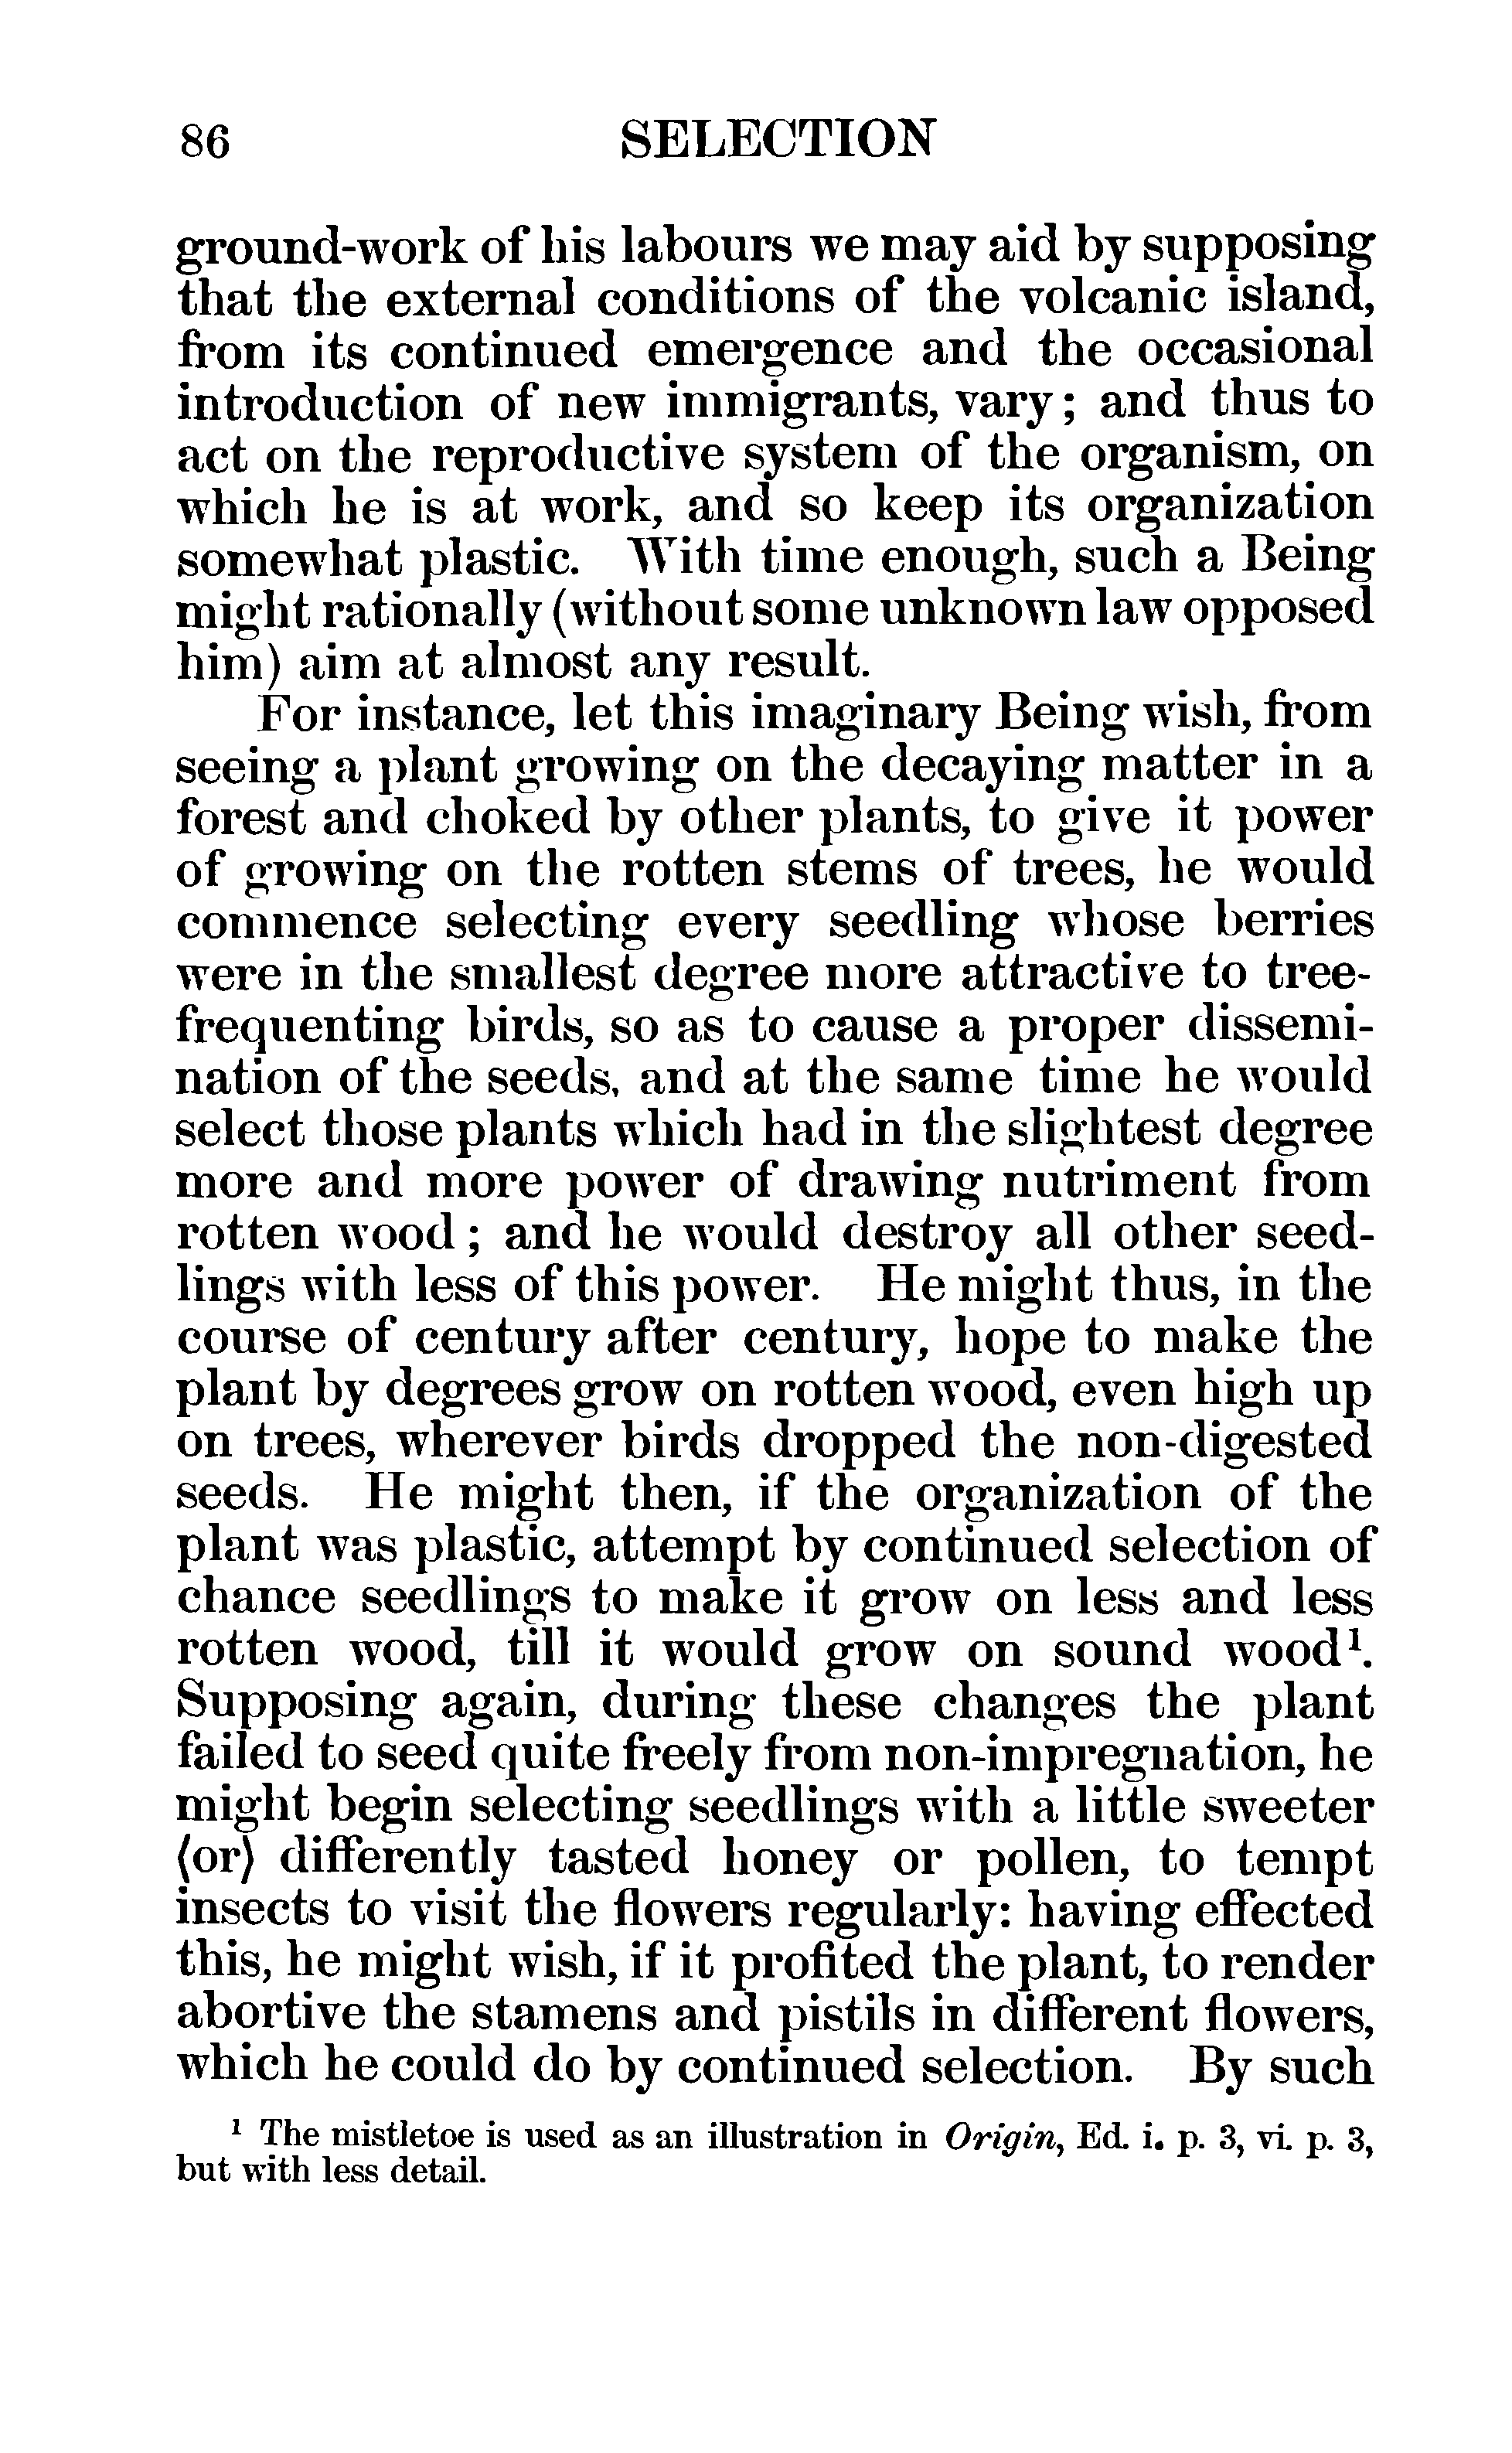 86 SELECTION
ground-work of his labours we may aid by supposing
that the external conditions of the volcanic island,
from its continued emergence and the occasional
introduction of new immigrants, vary; and thus to
act on the reproductive system of the organism, on
which he is at work, and so keep its organization
somewhat plastic. With time enough, such a Being
might rationally (without some unknown law opposed
him) aim at almost any result.
For instance, let this imaginary Being wish, from
seeing a plant growing on the decaying matter in a
forest and choked by other plants, to give it power
of growing on the rotten stems of trees, he would
commence selecting every seedling whose berries
were in the smallest degree more attractive to tree-
frequenting birds, so as to cause a proper dissemi-
nation of the seeds, and at the same time he would
select those plants which had in the slightest degree
more and more power of drawing nutriment from
rotten wood; and he would destroy all other seed-
lings with less of this power. He might thus, in the
course of century after century, hope to make the
plant by degrees grow on rotten wood, even high up
on trees, wherever birds dropped the non-digested
seeds. He might then, if the organization of the
plant was plastic, attempt by continued selection of
chance seedlings to make it grow on less and less
rotten wood, till it would grow on sound wood¹.
Supposing again, during these changes the plant
failed to seed quite freely from non-impregnation, he
might begin selecting seedlings with a little sweeter
⟨or⟩ differently tasted honey or pollen, to tempt
insects to visit the flowers regularly: having effected
this, he might wish, if it profited the plant, to render
abortive the stamens and pistils in different flowers,
which he could do by continued selection. By such
¹ The mistletoe is used as an illustration in Origin, Ed. i. p. 3, vi. p. 3,
but with less detail.